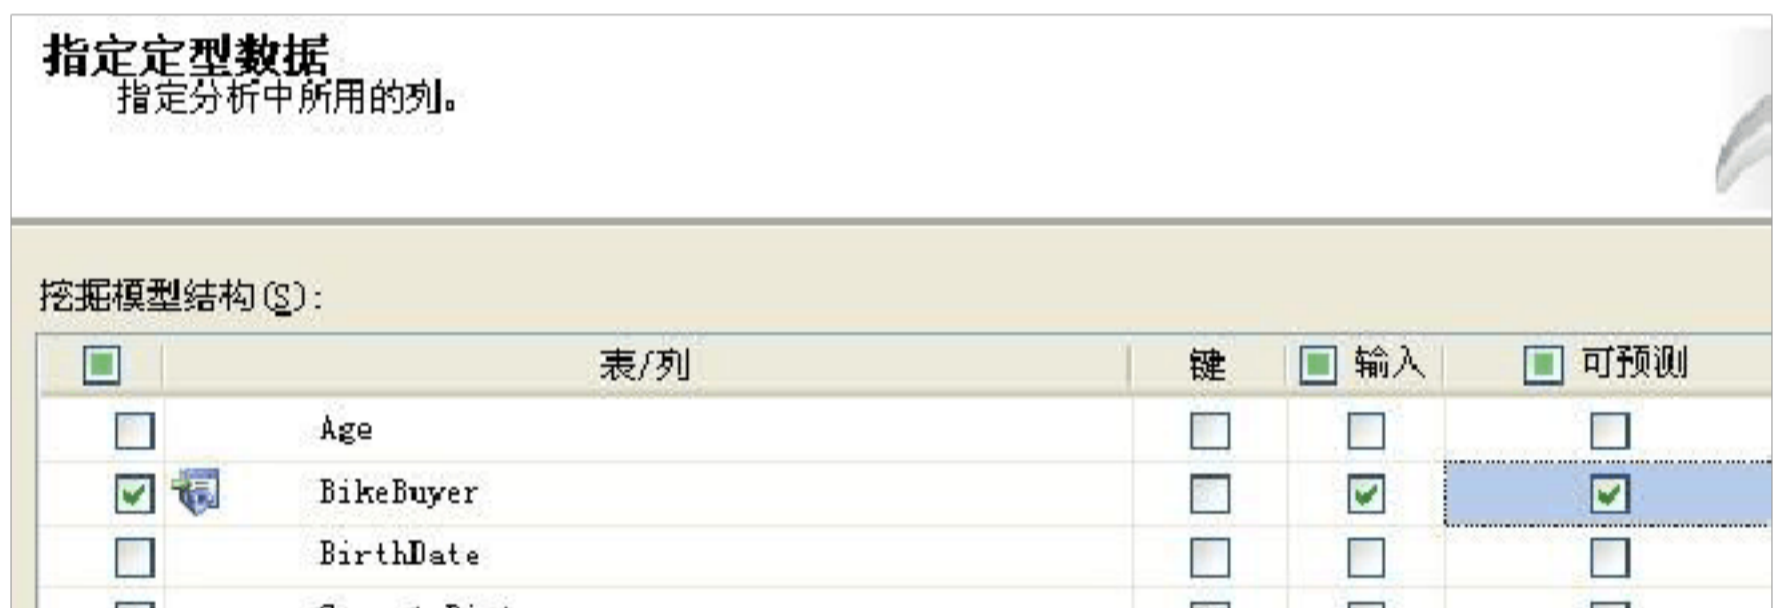 指定定型数据
指定分析中所用的列。
挖掘模型结构(S):
表/列 键 输入 可预测
Age
BikeBuyer
BirthDate